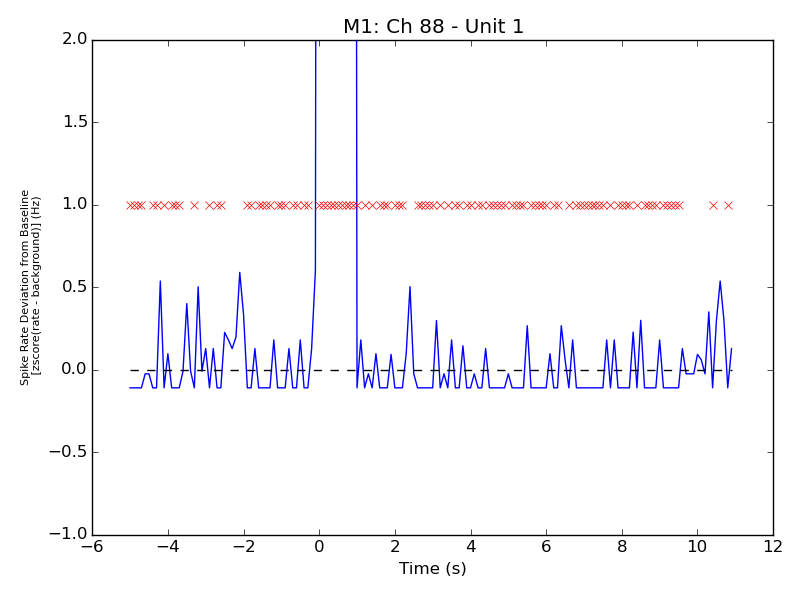 M1: Ch 88 - Unit 1
2.0
1.5
1.0
0.5
0.0
−0.5
−1.0
Spike Rate Deviation from Baseline
[zscore(rate - background)] (Hz)
−6 −4 −2 0 2 4 6 8 10 12
Time (s)